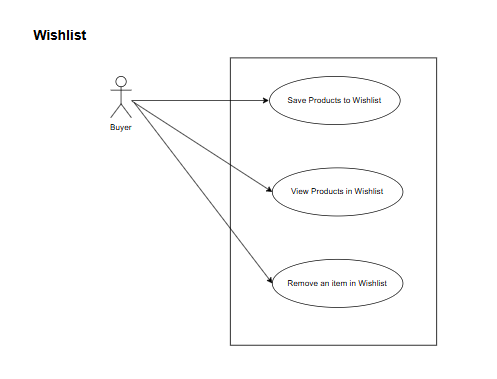 Wishlist
Save Products to Wishlist
Buyer
View Products in Wishlist
Remove an item in Wishlist